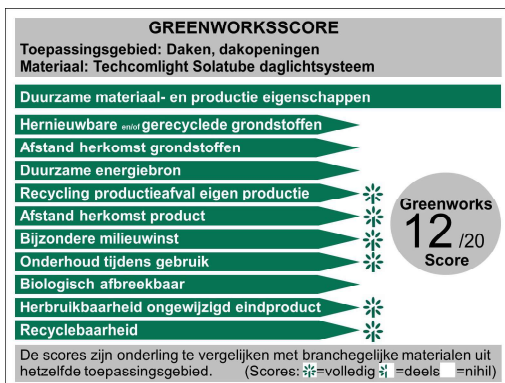 GREENWORKSSCORE
Toepassingsgebied: Daken, dakopeningen
Materiaal: Techcomlight Solatube daglichtsysteem
Duurzame materiaal- en productie eigenschappen
Hernieuwbare en/of gerecyclede grondstoffen
Afstand herkomst grondstoffen
Duurzame energiebron
Recycling productieafval eigen productie
Afstand herkomst product
Bijzondere milieuwinst
Onderhoud tijdens gebruik
Biologisch afbreekbaar
Herbruikbaarheid ongewijzigd eindproduct
Recyclebaarheid
Greenworks
12 /20
Score
De scores zijn onderling te vergelijken met branchegelijke materialen uit
hetzelfde toepassingsgebied. (Scores: =volledig =deels =nihil)